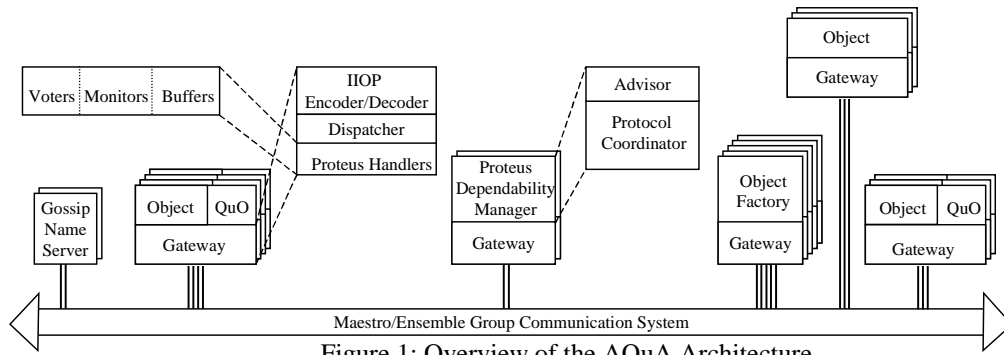 Object
Gateway
Voters Monitors Buffers
IIOP
Encoder/Decoder
Dispatcher
Proteus Handlers
Advisor
Protocol
Coordinator
Gossip
Name
Server
Object QuO
Gateway
Proteus
Dependability
Manager
Gateway
Object
Factory
Gateway
Object QuO
Gateway
Maestro/Ensemble Group Communication System
Figure 1: Overview of the AQuA Architecture